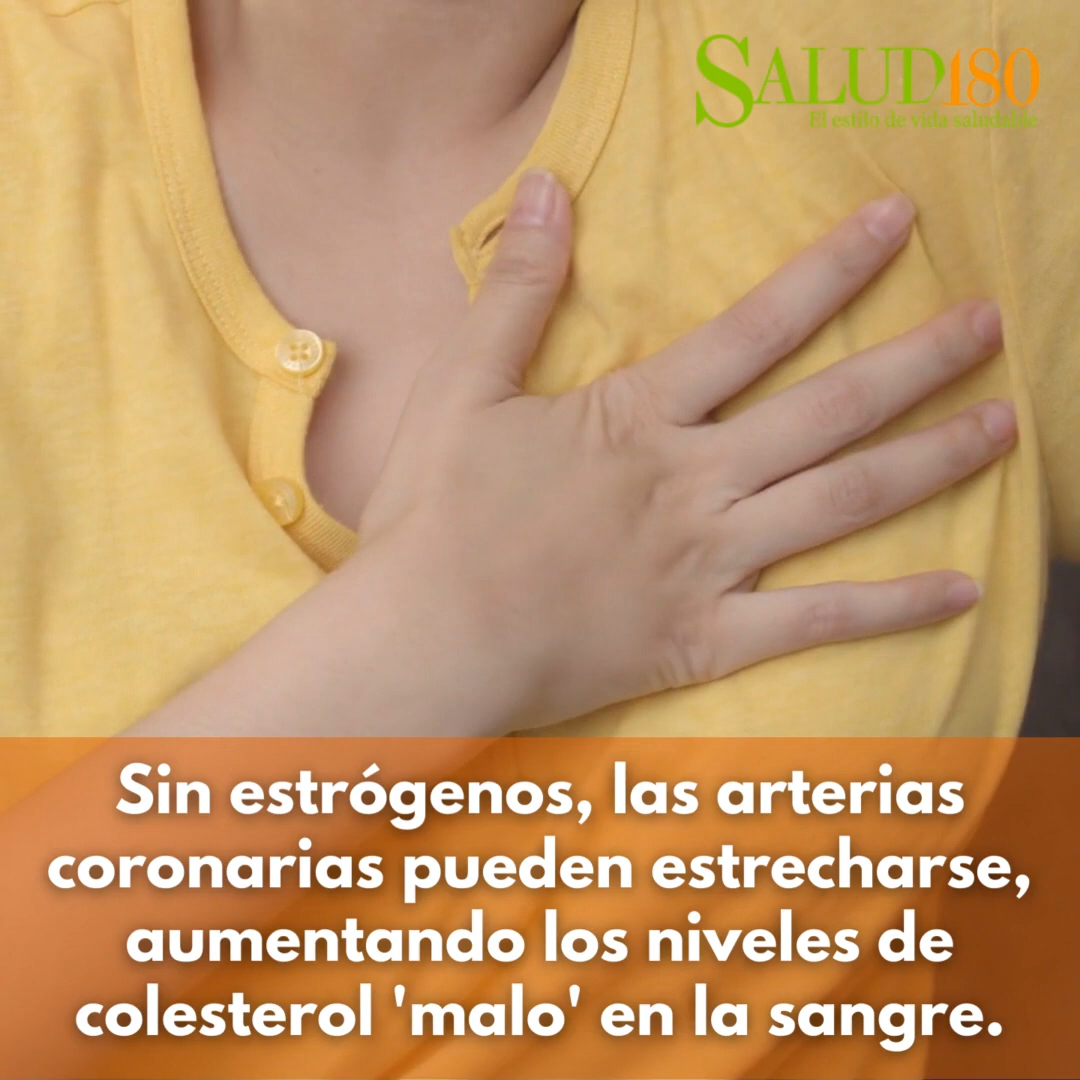 SALUD180
El estilo de vida saludable
Sin estrógenos, las arterias
coronarias pueden estrecharse,
aumentando los niveles de
colesterol 'malo' en la sangre.